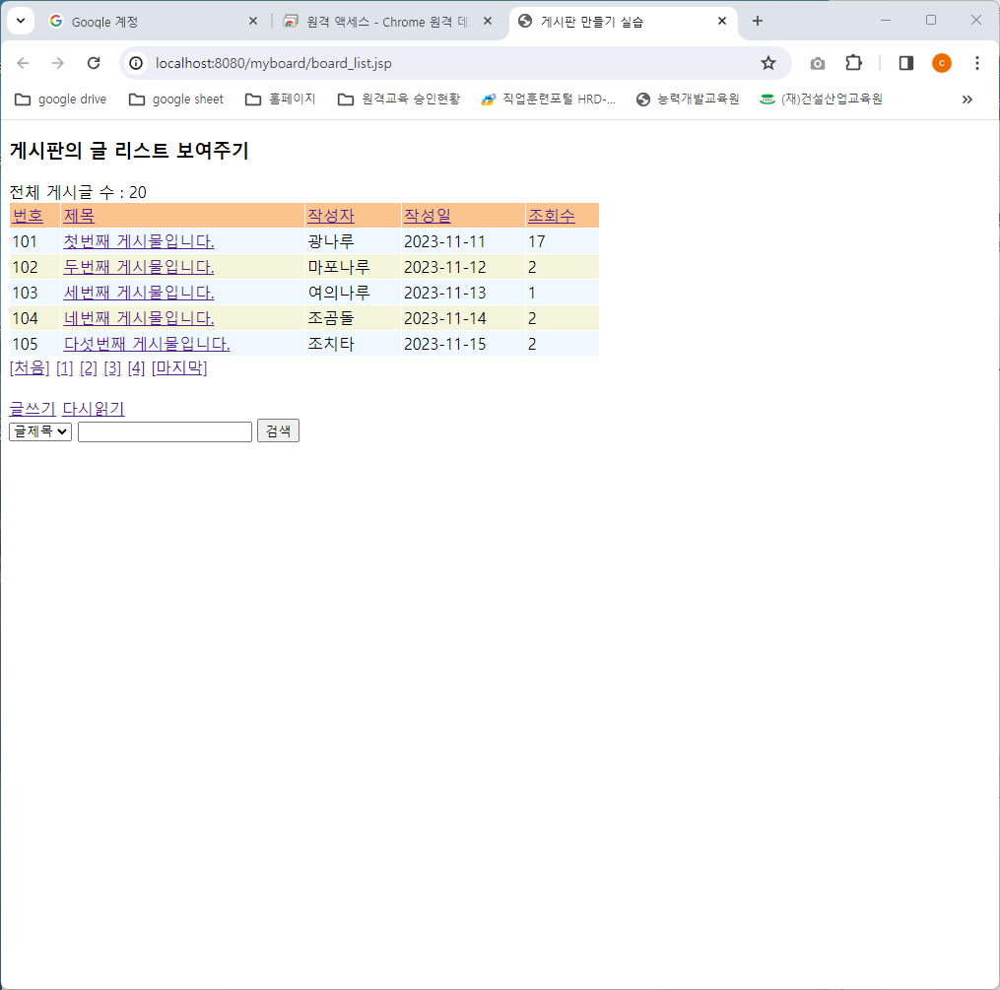 Google 계정
원격 액세스 - Chrome 원격 데
게시판 만들기 실습
localhost:8080/myboard/board_list.jsp
c
google drive
google sheet
홈페이지
원격교육 승인현황
직업훈련포털 HRD-...
능력개발교육원
(재)건설산업교육원
게시판의 글 리스트 보여주기
전체 게시글 수 : 20
번호 제목 작성자 작성일 조회수
101 첫번째 게시물입니다. 광나루 2023-11-11 17
102 두번째 게시물입니다. 마포나루 2023-11-12 2
103 세번째 게시물입니다. 여의나루 2023-11-13 1
104 네번째 게시물입니다. 조곰돌 2023-11-14 2
105 다섯번째 게시물입니다. 조치타 2023-11-15 2
[처음] [1] [2] [3] [4] [마지막]
글쓰기 다시읽기
글제목 검색